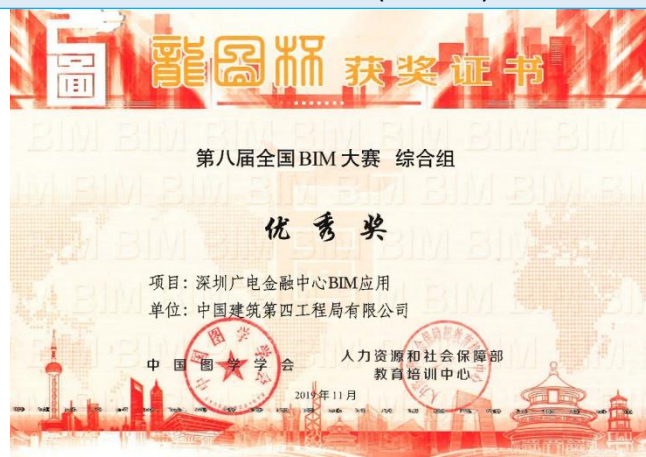 龍圖杯 获奖证书
第八届全国BIM大赛 综合组
优秀奖
项目：深圳广电金融中心BIM应用
单位：中国建筑第四工程局有限公司
中国图学学会
人力资源和社会保障部
教育培训中心
2019年11月